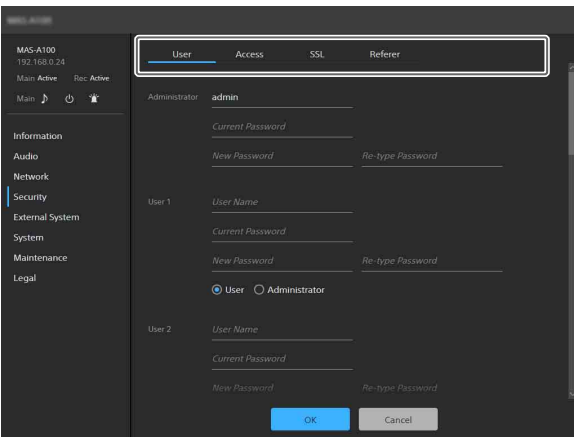 MAS-A100
MAS-A100
192.168.0.24
Main Active Rec Active
Main
Information
Audio
Network
Security
External System
System
Maintenance
Legal
User Access SSL Referer
Administrator admin
Current Password
New Password Re-type Password
User 1 User Name
Current Password
New Password Re-type Password
User Administrator
User 2 User Name
Current Password
New Password Re-type Password
OK Cancel